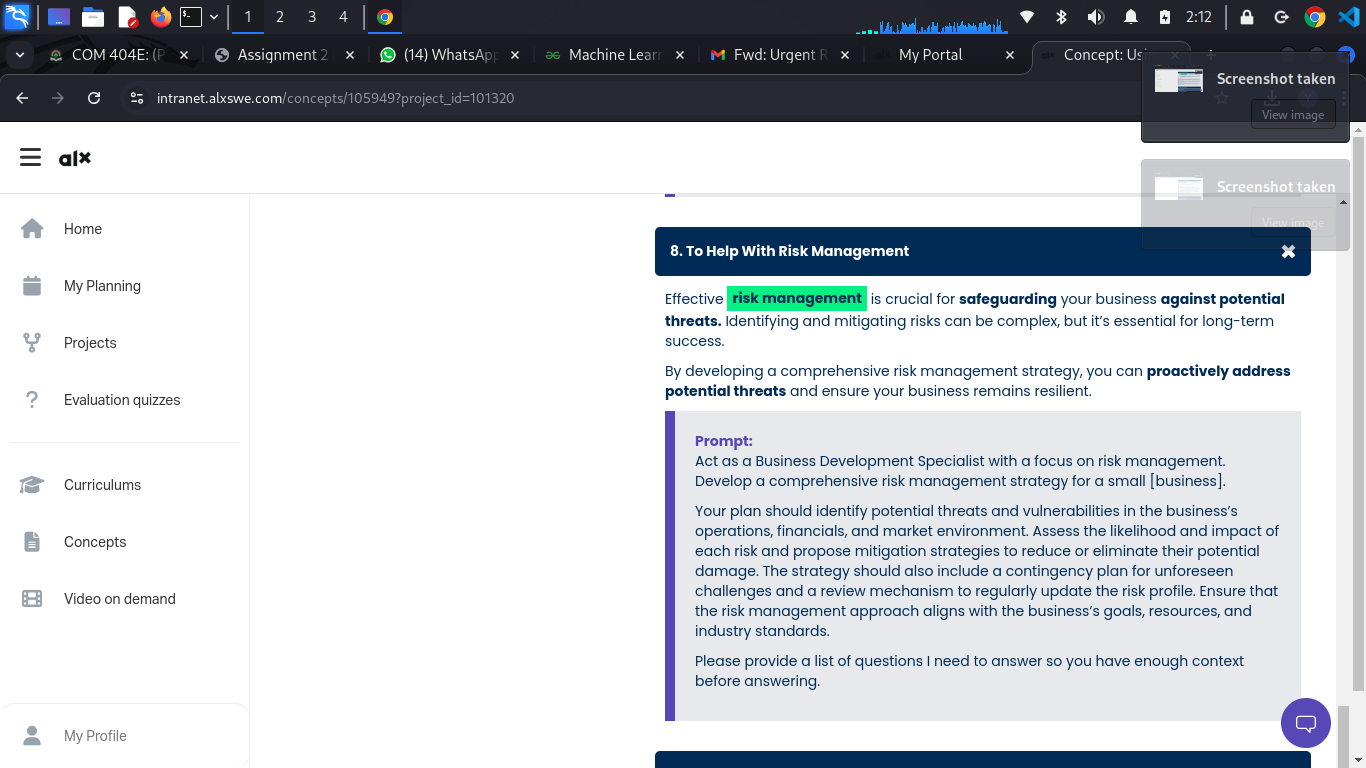 1
2
3
4
2:12
COM 404E: (P
Assignment 2
(14) WhatsApp
Machine Learn
Fwd: Urgent R
My Portal
Concept: Usi
intranet.alxswe.com/concepts/105949?project_id=101320
Screenshot taken
View image
Screenshot taken
View image
alx
Home
My Planning
Projects
Evaluation quizzes
Curriculums
Concepts
Video on demand
My Profile
8. To Help With Risk Management
Effective risk management is crucial for safeguarding your business against potential
threats. Identifying and mitigating risks can be complex, but it’s essential for long-term
success.
By developing a comprehensive risk management strategy, you can proactively address
potential threats and ensure your business remains resilient.
Prompt:
Act as a Business Development Specialist with a focus on risk management.
Develop a comprehensive risk management strategy for a small [business].
Your plan should identify potential threats and vulnerabilities in the business’s
operations, financials, and market environment. Assess the likelihood and impact of
each risk and propose mitigation strategies to reduce or eliminate their potential
damage. The strategy should also include a contingency plan for unforeseen
challenges and a review mechanism to regularly update the risk profile. Ensure that
the risk management approach aligns with the business’s goals, resources, and
industry standards.
Please provide a list of questions I need to answer so you have enough context
before answering.